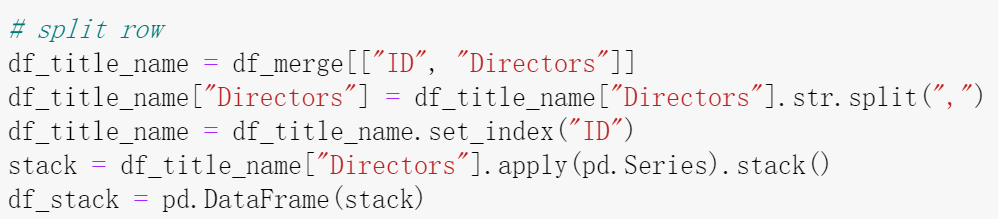 # split row
df_title_name = df_merge[["ID", "Directors"]]
df_title_name["Directors"] = df_title_name["Directors"].str.split(",")
df_title_name = df_title_name.set_index("ID")
stack = df_title_name["Directors"].apply(pd.Series).stack()
df_stack = pd.DataFrame(stack)